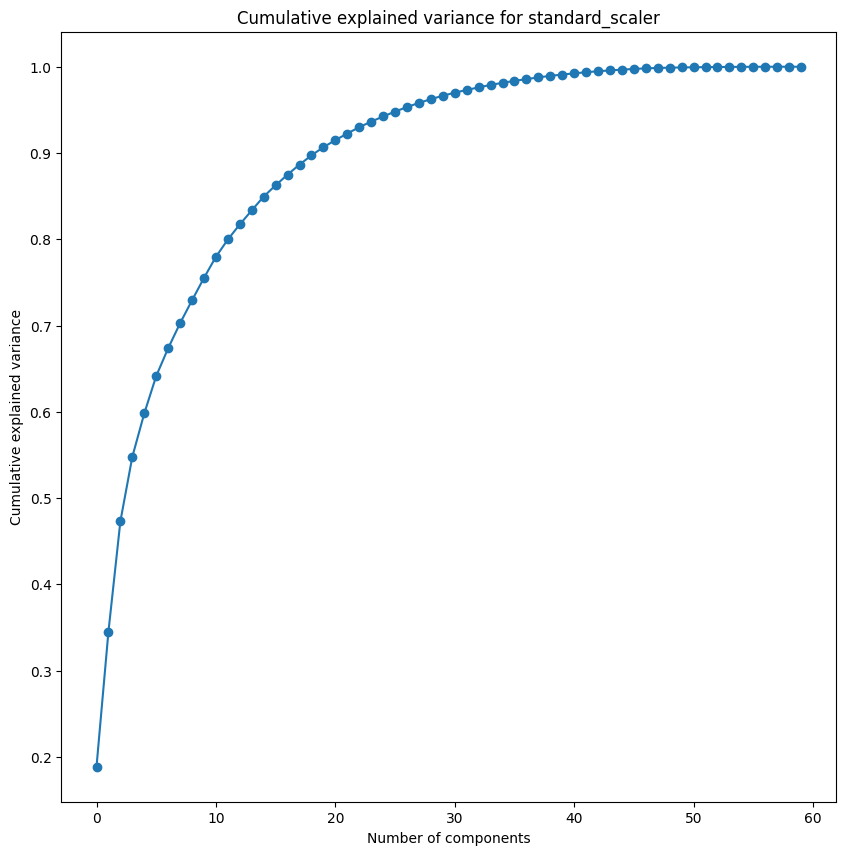 Cumulative explained variance for standard_scaler
Cumulative explained variance
1.0
0.9
0.8
0.7
0.6
0.5
0.4
0.3
0.2
0 10 20 30 40 50 60
Number of components